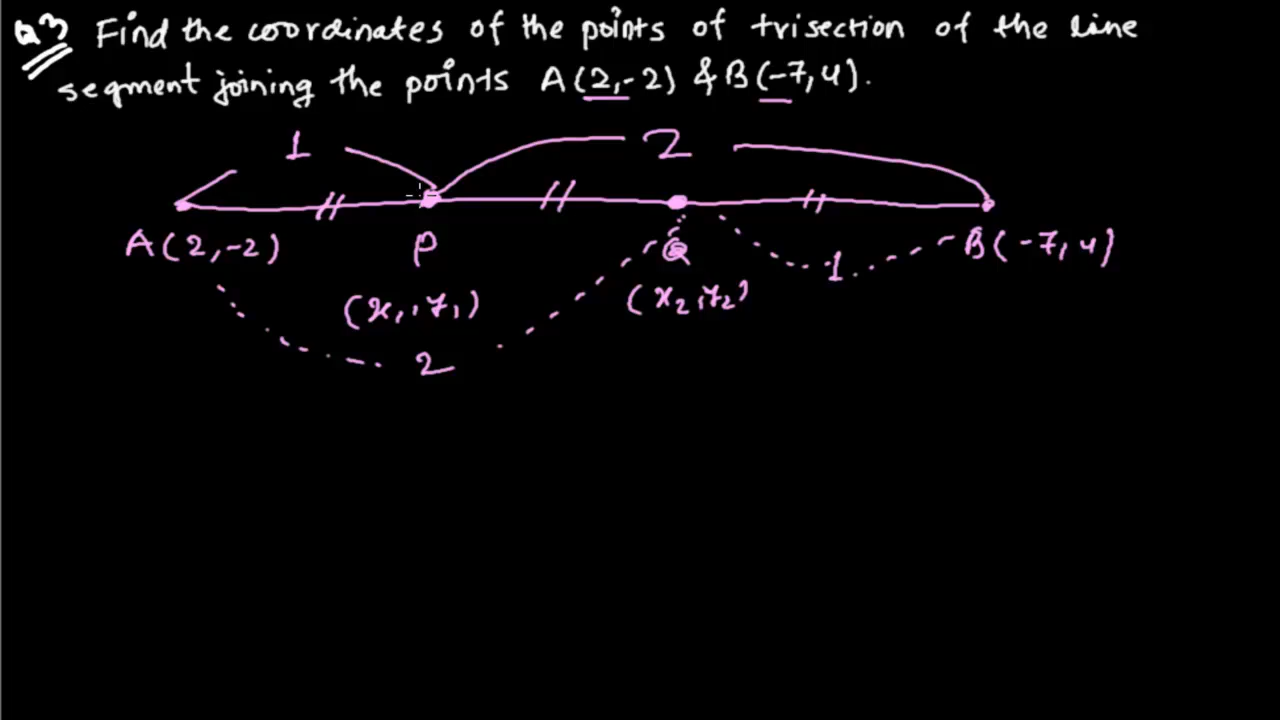 Q3 Find the coordinates of the points of trisection of the line
segment joining the points A(2,-2) & B(-7,4).
1 2
A(2,-2) P Q B(-7,4)
1
(x₁,y₁) (x₂,y₂)
2